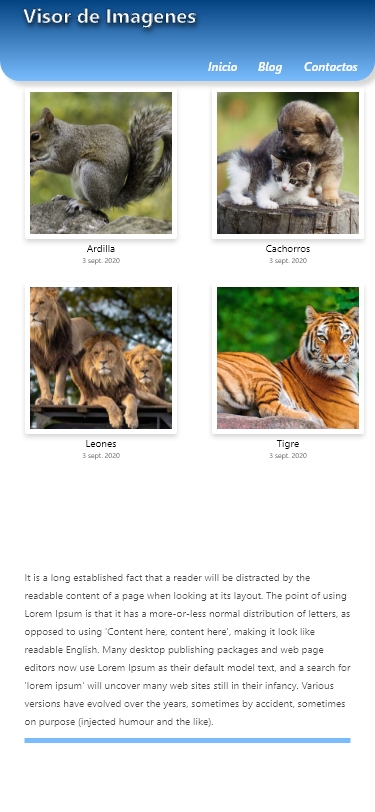 Visor de Imagenes
Inicio Blog Contactos
Ardilla
3 sept. 2020
Cachorros
3 sept. 2020
Leones
3 sept. 2020
Tigre
3 sept. 2020
It is a long established fact that a reader will be distracted by the
readable content of a page when looking at its layout. The point of using
Lorem Ipsum is that it has a more-or-less normal distribution of letters, as
opposed to using 'Content here, content here', making it look like
readable English. Many desktop publishing packages and web page
editors now use Lorem Ipsum as their default model text, and a search for
'lorem ipsum' will uncover many web sites still in their infancy. Various
versions have evolved over the years, sometimes by accident, sometimes
on purpose (injected humour and the like).